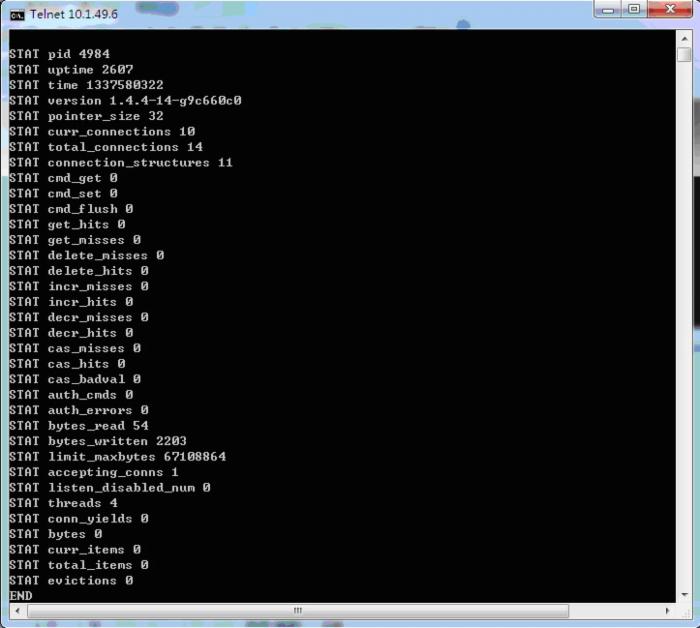 Telnet 10.1.49.6
STAT pid 4984
STAT uptime 2607
STAT time 1337580322
STAT version 1.4.4-14-g9c660c0
STAT pointer_size 32
STAT curr_connections 10
STAT total_connections 14
STAT connection_structures 11
STAT cmd_get 0
STAT cmd_set 0
STAT cmd_flush 0
STAT get_hits 0
STAT get_misses 0
STAT delete_misses 0
STAT delete_hits 0
STAT incr_misses 0
STAT incr_hits 0
STAT decr_misses 0
STAT decr_hits 0
STAT cas_misses 0
STAT cas_hits 0
STAT cas_badval 0
STAT auth_cmds 0
STAT auth_errors 0
STAT bytes_read 54
STAT bytes_written 2203
STAT limit_maxbytes 67108864
STAT accepting_conns 1
STAT listen_disabled_num 0
STAT threads 4
STAT conn_yields 0
STAT bytes 0
STAT curr_items 0
STAT total_items 0
STAT evictions 0
END